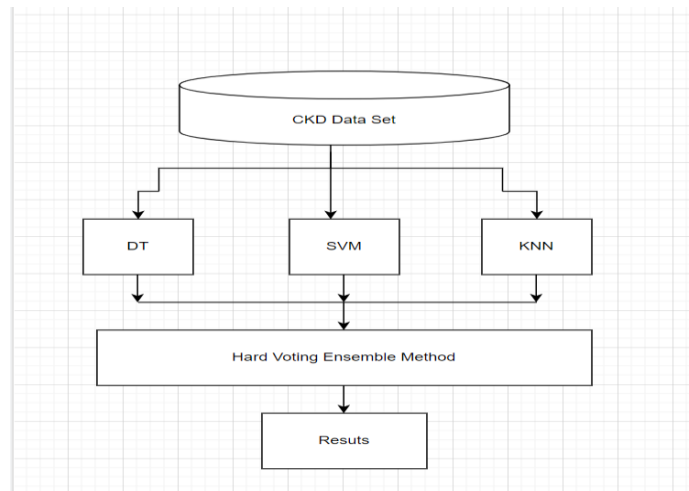 CKD Data Set
DT
SVM
KNN
Hard Voting Ensemble Method
Resuts